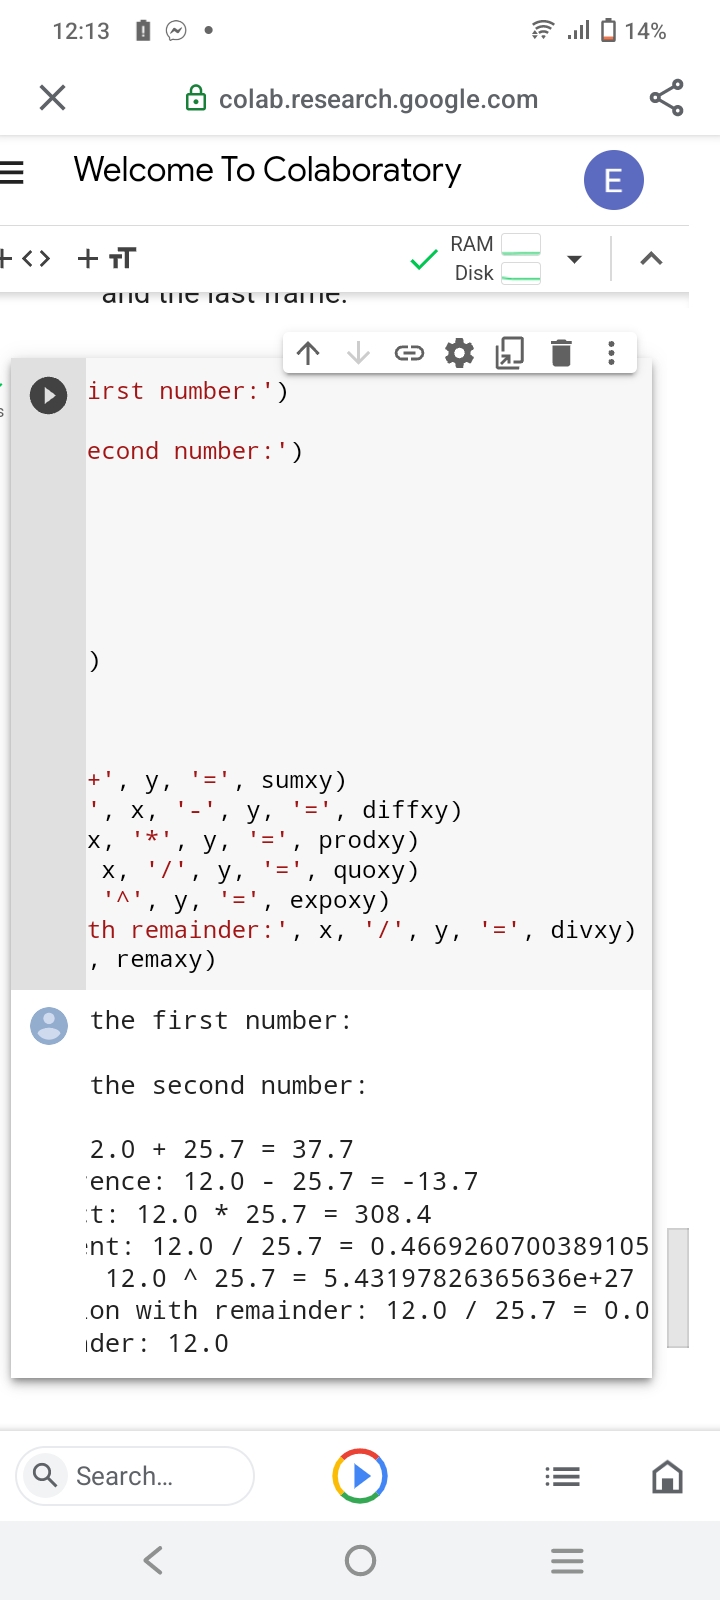 12:13 14%
colab.research.google.com
Welcome To Colaboratory
E
+ <> + TT
RAM
Disk
and the last frame.
irst number:')
econd number:')
)
+', y, '=', sumxy)
', x, '-', y, '=', diffxy)
x, '*', y, '=', prodxy)
x, '/', y, '=', quoxy)
'^', y, '=', expoxy)
th remainder:', x, '/', y, '=', divxy)
, remaxy)
the first number:
the second number:
2.0 + 25.7 = 37.7
ence: 12.0 - 25.7 = -13.7
t: 12.0 * 25.7 = 308.4
nt: 12.0 / 25.7 = 0.4669260700389105
12.0 ^ 25.7 = 5.43197826365636e+27
on with remainder: 12.0 / 25.7 = 0.0
der: 12.0
Search...